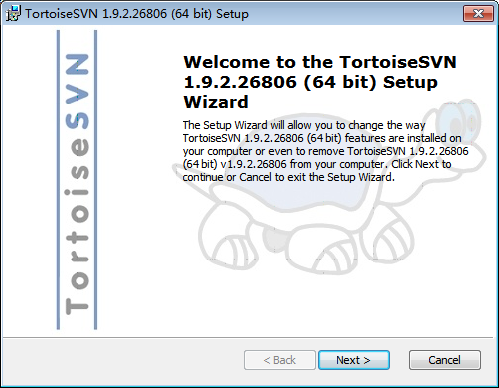 TortoiseSVN 1.9.2.26806 (64 bit) Setup
TortoiseSVN
Welcome to the TortoiseSVN
1.9.2.26806 (64 bit) Setup
Wizard
The Setup Wizard will allow you to change the way
TortoiseSVN 1.9.2.26806 (64 bit) features are installed on
your computer or even to remove TortoiseSVN 1.9.2.26806
(64 bit) v1.9.2.26806 from your computer. Click Next to
continue or Cancel to exit the Setup Wizard.
< Back
Next >
Cancel